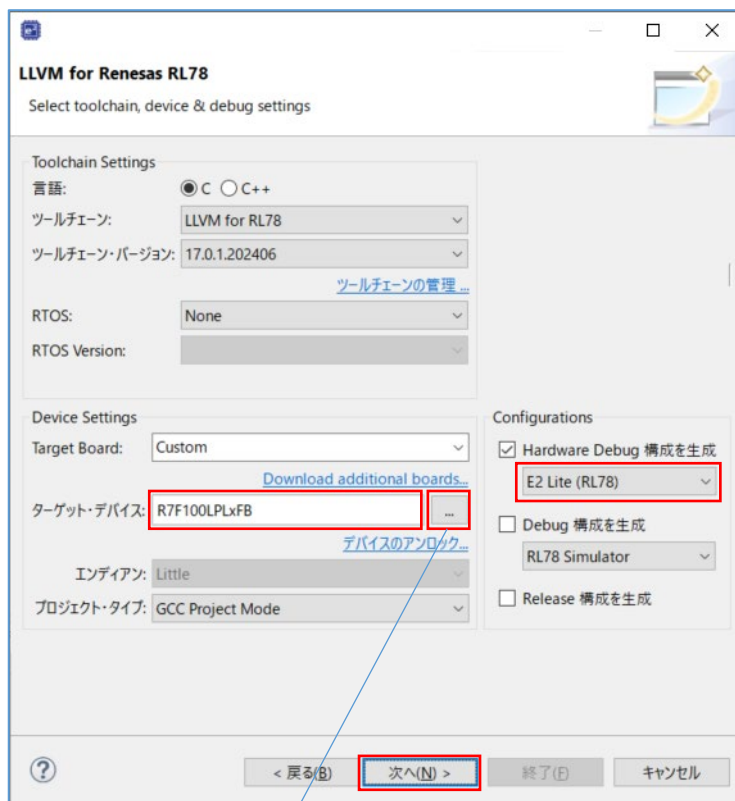 LLVM for Renesas RL78
Select toolchain, device & debug settings
Toolchain Settings
言語: C C++
ツールチェーン: LLVM for RL78
ツールチェーン・バージョン: 17.0.1.202406
ツールチェーンの管理 ...
RTOS: None
RTOS Version:
Device Settings
Target Board: Custom
Download additional boards...
ターゲット・デバイス: R7F100LPLxFB ...
デバイスのアンロック...
エンディアン: Little
プロジェクト・タイプ: GCC Project Mode
Configurations
Hardware Debug 構成を生成
E2 Lite (RL78)
Debug 構成を生成
RL78 Simulator
Release 構成を生成
< 戻る(B) 次へ(N) > 終了(F) キャンセル